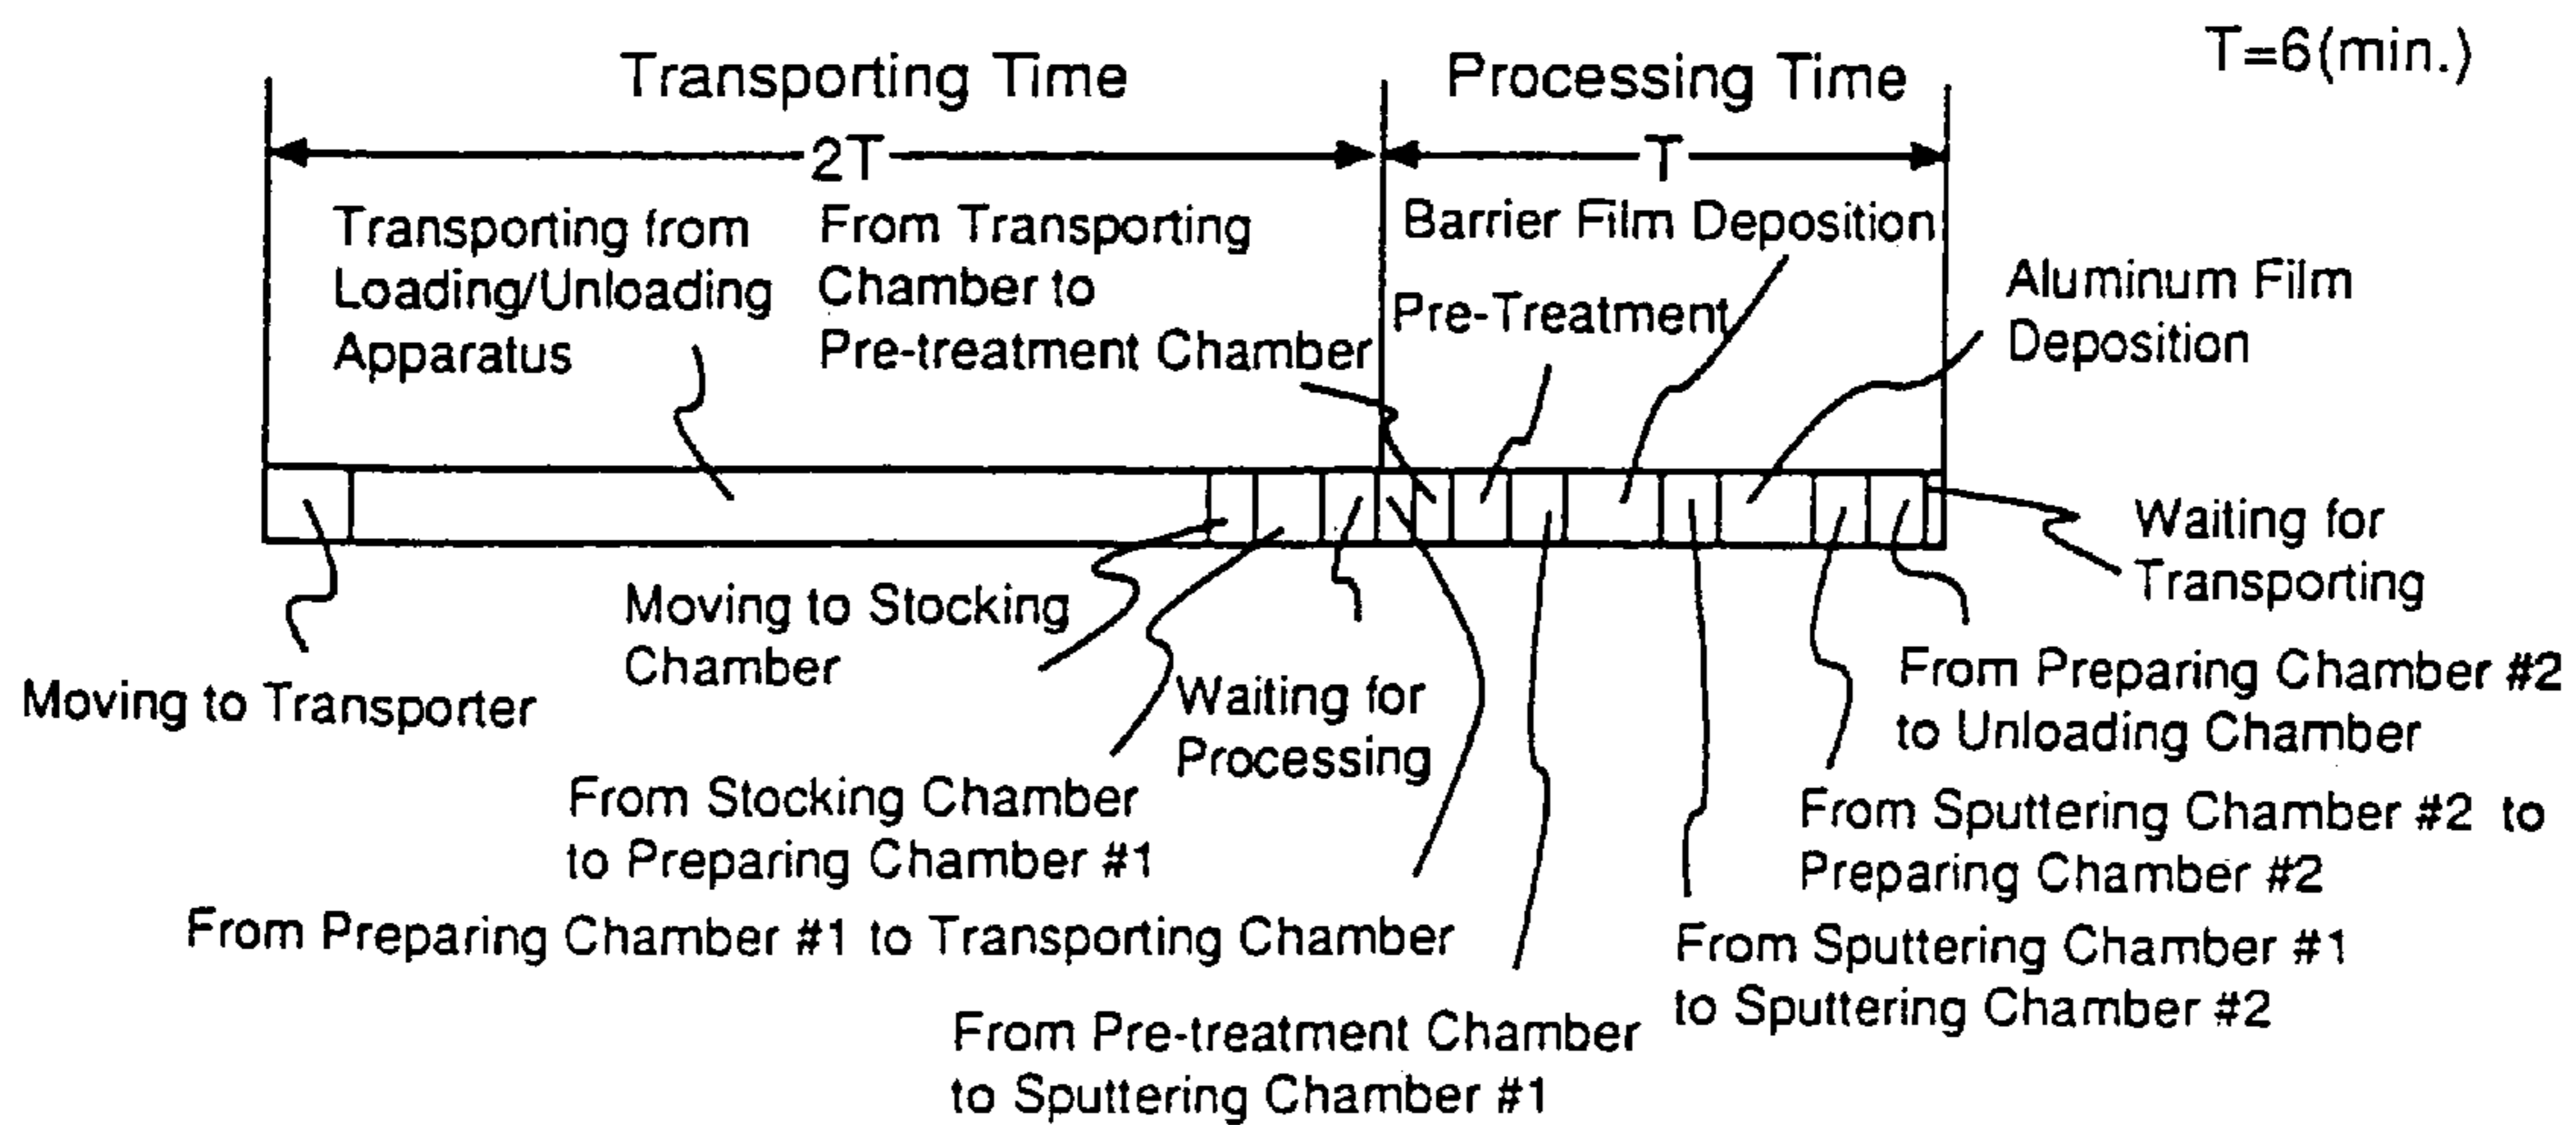 T=6(min.)
Transporting Time
Processing Time
2T
T
Transporting from
Loading/Unloading
Apparatus
From Transporting
Chamber to
Pre-treatment Chamber
Barrier Film Deposition
Pre-Treatment
Aluminum Film
Deposition
Waiting for
Transporting
Moving to Transporter
Moving to Stocking
Chamber
From Stocking Chamber
to Preparing Chamber #1
Waiting for
Processing
From Preparing Chamber #1 to Transporting Chamber
From Pre-treatment Chamber
to Sputtering Chamber #1
From Sputtering Chamber #1
to Sputtering Chamber #2
From Sputtering Chamber #2 to
Preparing Chamber #2
From Preparing Chamber #2
to Unloading Chamber